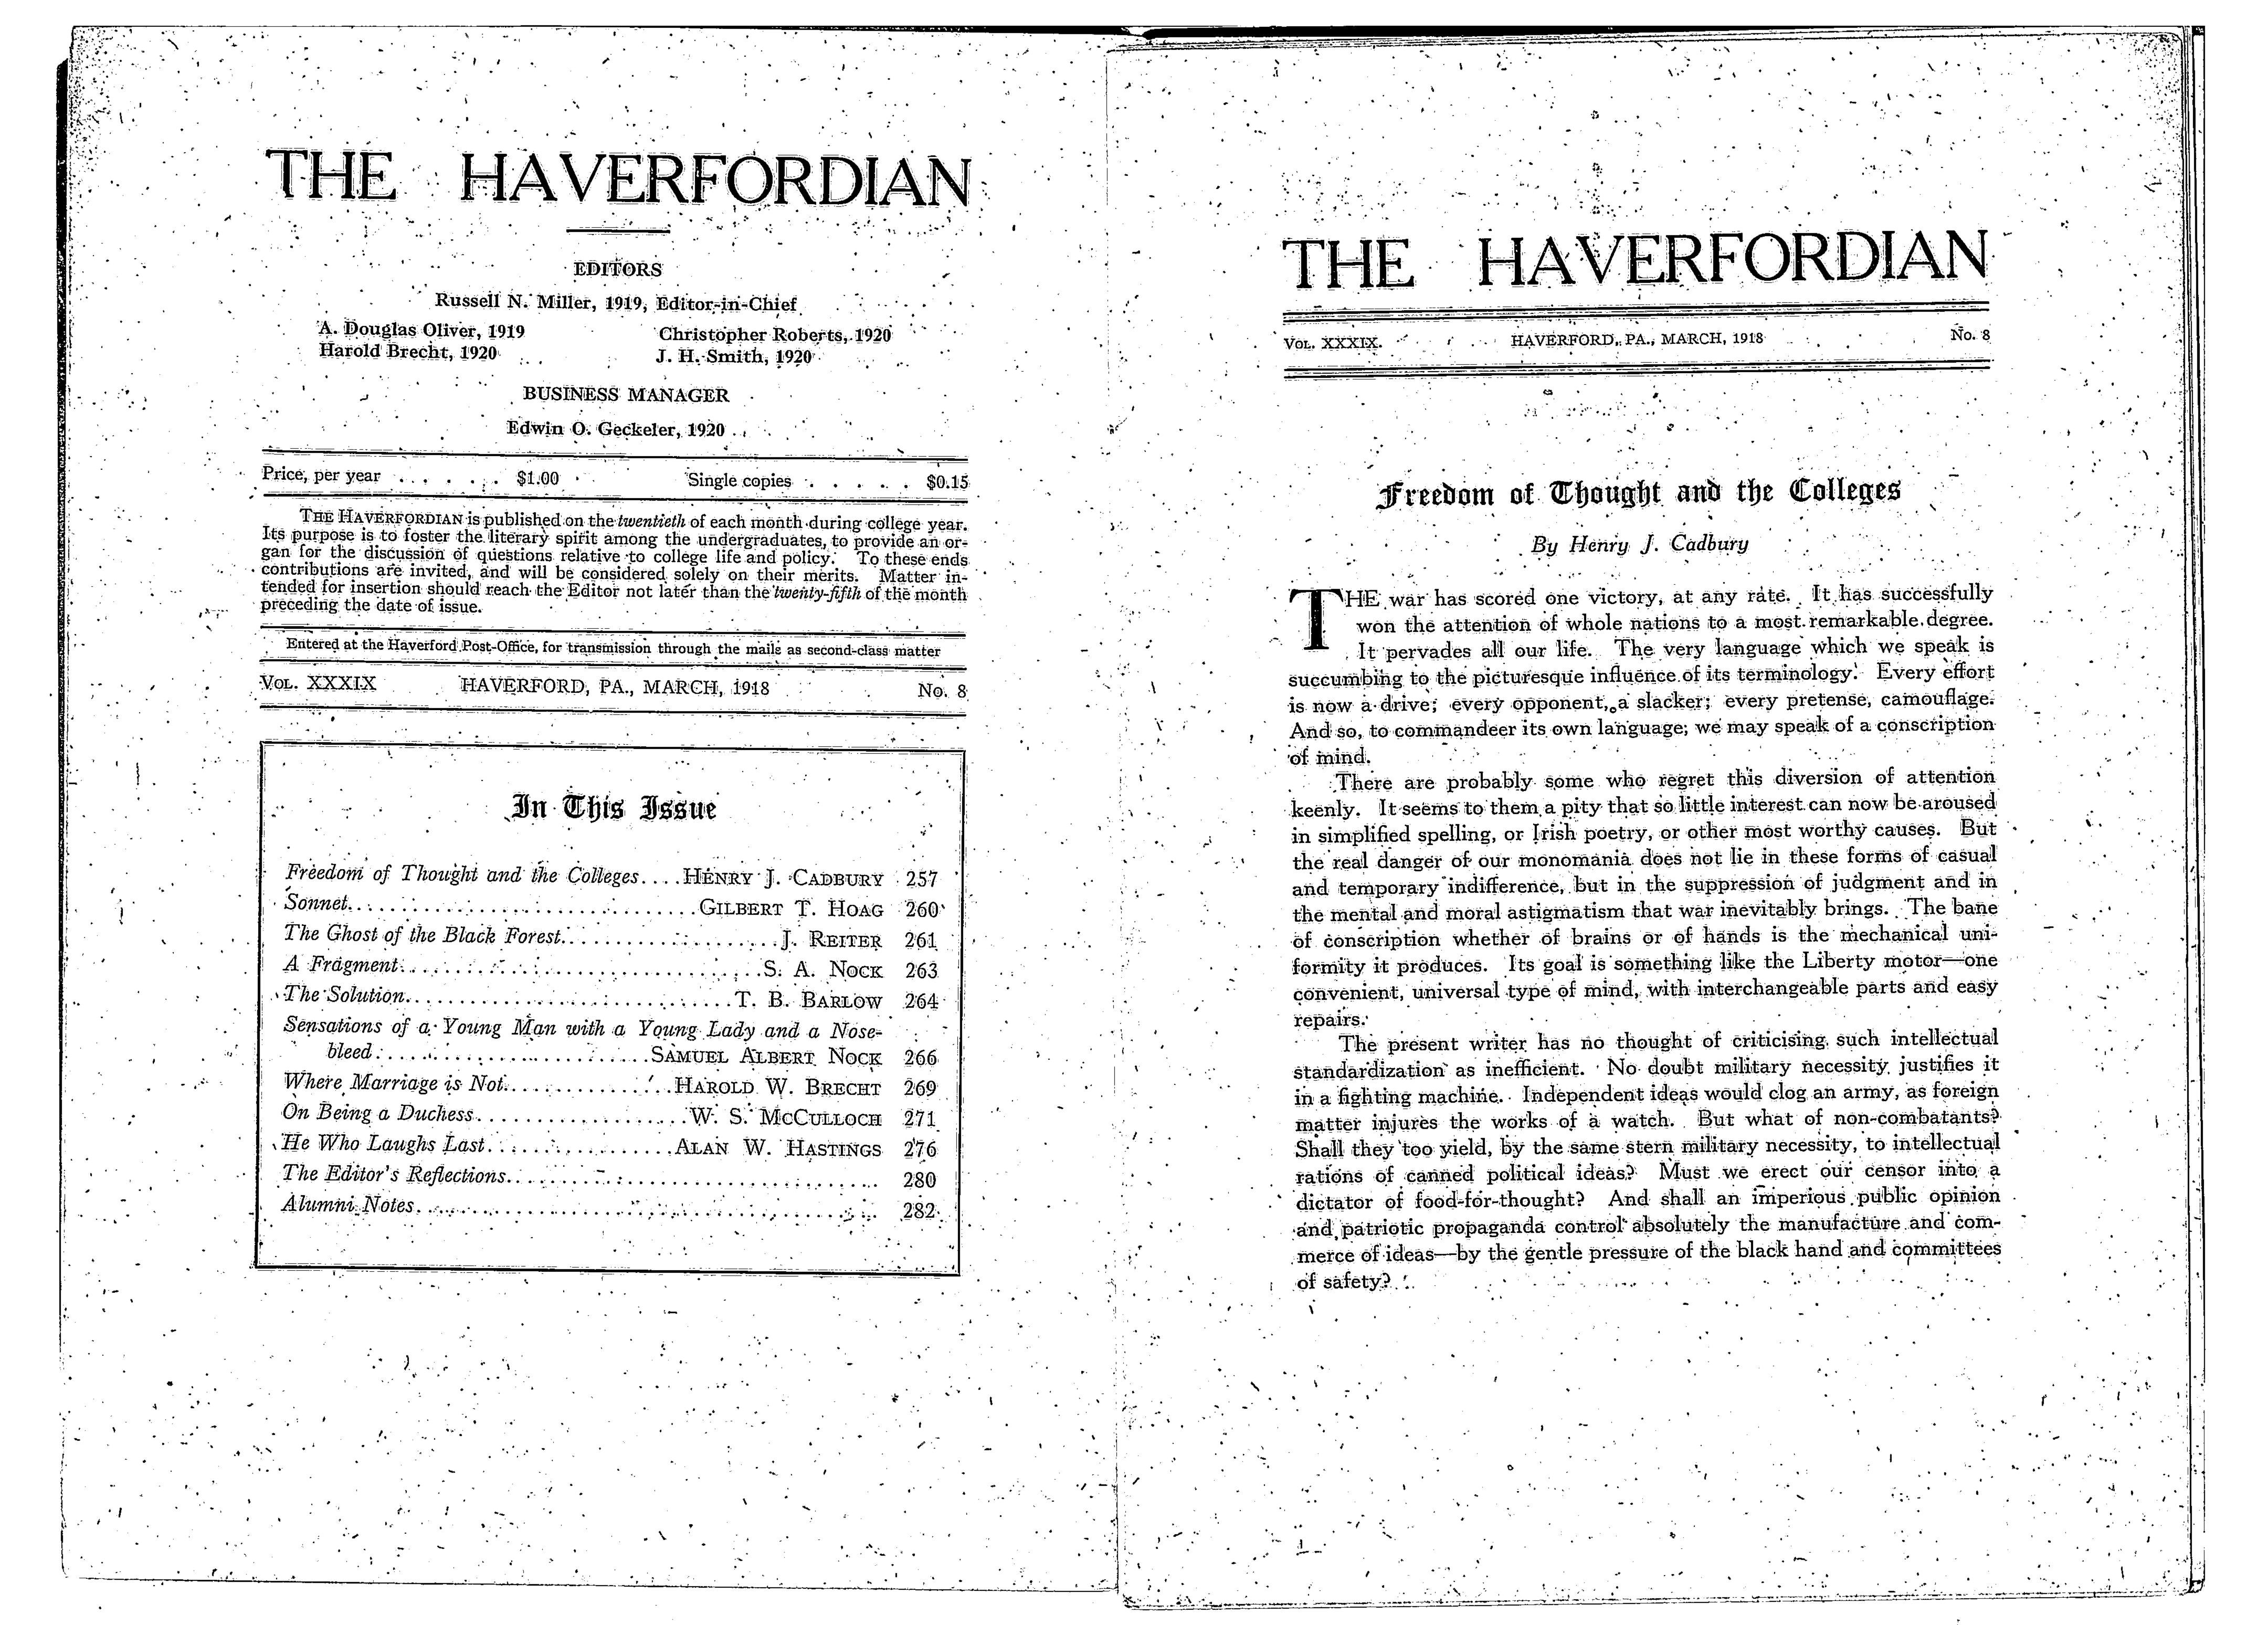 THE HAVERFORDIAN
EDITORS
Russell N. Miller, 1919, Editor-in-Chief
A. Douglas Oliver, 1919 Christopher Roberts, 1920
Harold Brecht, 1920 J. H. Smith, 1920
BUSINESS MANAGER
Edwin O. Geckeler, 1920
Price, per year . . . . . . $1.00 Single copies . . . . . $0.15
THE HAVERFORDIAN is published on the twentieth of each month during college year.
Its purpose is to foster the literary spirit among the undergraduates, to provide an or-
gan for the discussion of questions relative to college life and policy. To these ends
contributions are invited, and will be considered solely on their merits. Matter in-
tended for insertion should reach the Editor not later than the twenty-fifth of the month
preceding the date of issue.
Entered at the Haverford Post-Office, for transmission through the mails as second-class matter
VOL. XXXIX HAVERFORD, PA., MARCH, 1918 No. 8
In This Issue
Freedom of Thought and the Colleges....HENRY J. CADBURY 257
Sonnet....................................GILBERT T. HOAG 260
The Ghost of the Black Forest......................J. REITER 261
A Fragment....................................S. A. NOCK 263
The Solution.................................T. B. BARLOW 264
Sensations of a Young Man with a Young Lady and a Nose-
bleed...........................SAMUEL ALBERT NOCK 266
Where Marriage is Not.................HAROLD W. BRECHT 269
On Being a Duchess.....................W. S. MCCULLOCH 271
He Who Laughs Last...................ALAN W. HASTINGS 276
The Editor's Reflections...................................... 280
Alumni Notes............................................... 282
THE HAVERFORDIAN
VOL. XXXIX. HAVERFORD, PA., MARCH, 1918 No. 8
Freedom of Thought and the Colleges
By Henry J. Cadbury
THE war has scored one victory, at any rate. It has successfully
won the attention of whole nations to a most remarkable degree.
It pervades all our life. The very language which we speak is
succumbing to the picturesque influence of its terminology. Every effort
is now a drive; every opponent, a slacker; every pretense, camouflage.
And so, to commandeer its own language; we may speak of a conscription
of mind.
There are probably some who regret this diversion of attention
keenly. It seems to them a pity that so little interest can now be aroused
in simplified spelling, or Irish poetry, or other most worthy causes. But
the real danger of our monomania does not lie in these forms of casual
and temporary indifference, but in the suppression of judgment and in
the mental and moral astigmatism that war inevitably brings. The bane
of conscription whether of brains or of hands is the mechanical uni-
formity it produces. Its goal is something like the Liberty motor—one
convenient, universal type of mind, with interchangeable parts and easy
repairs.
The present writer has no thought of criticising such intellectual
standardization as inefficient. No doubt military necessity justifies it
in a fighting machine. Independent ideas would clog an army, as foreign
matter injures the works of a watch. But what of non-combatants?
Shall they too yield, by the same stern military necessity, to intellectual
rations of canned political ideas? Must we erect our censor into a
dictator of food-for-thought? And shall an imperious public opinion
and patriotic propaganda control absolutely the manufacture and com-
merce of ideas—by the gentle pressure of the black hand and committees
of safety?